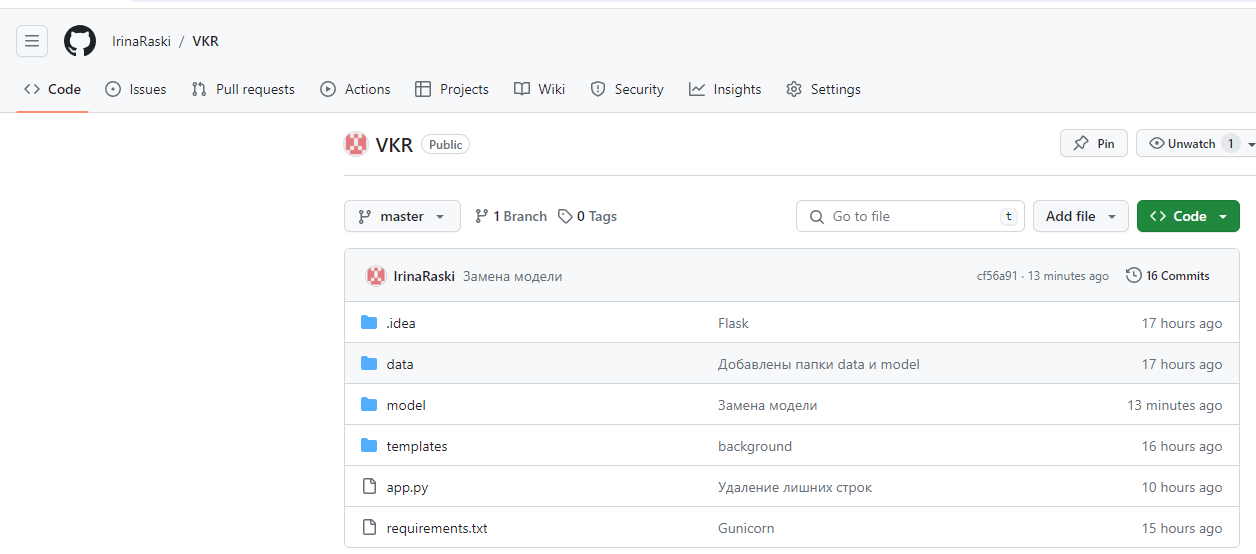 IrinaRaski / VKR
Code Issues Pull requests Actions Projects Wiki Security Insights Settings
VKR Public Pin Unwatch 1
master 1 Branch 0 Tags Go to file t Add file Code
IrinaRaski Замена модели cf56a91 · 13 minutes ago 16 Commits
.idea Flask 17 hours ago
data Добавлены папки data и model 17 hours ago
model Замена модели 13 minutes ago
templates background 16 hours ago
app.py Удаление лишних строк 10 hours ago
requirements.txt Gunicorn 15 hours ago